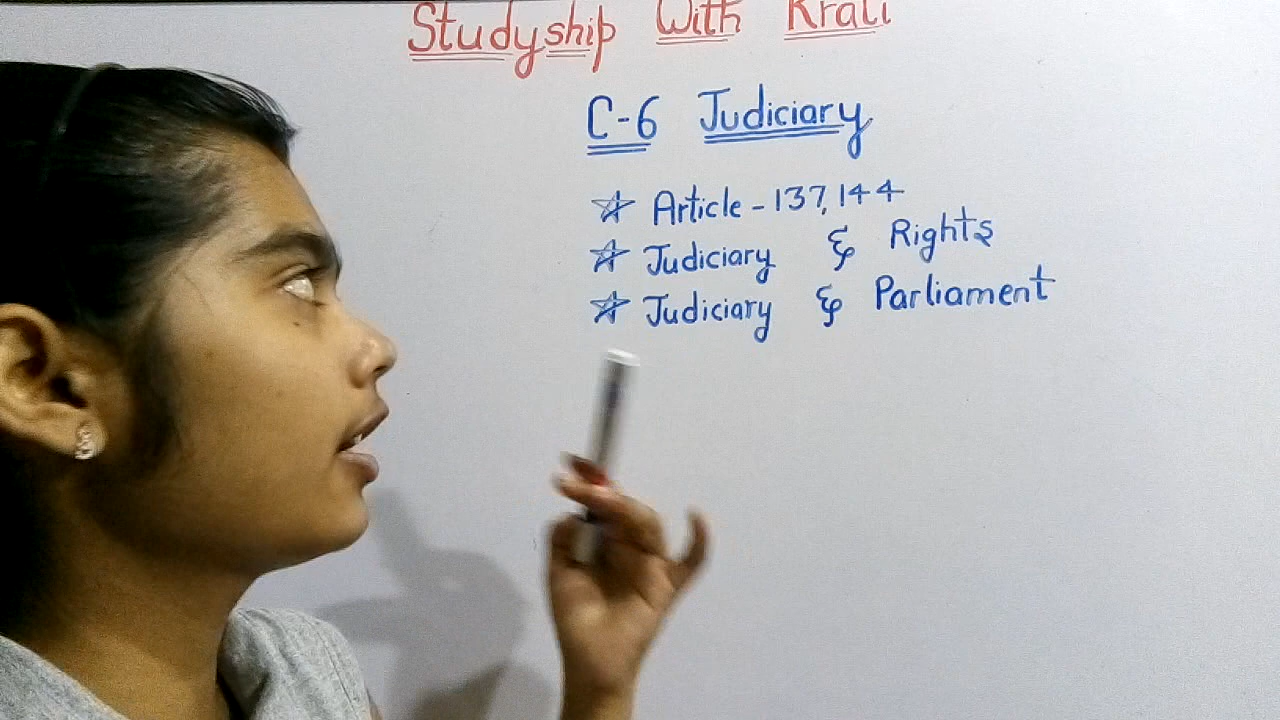 Studyship With Krati
C-6 Judiciary
☆ Article - 137, 144
☆ Judiciary & Rights
☆ Judiciary & Parliament